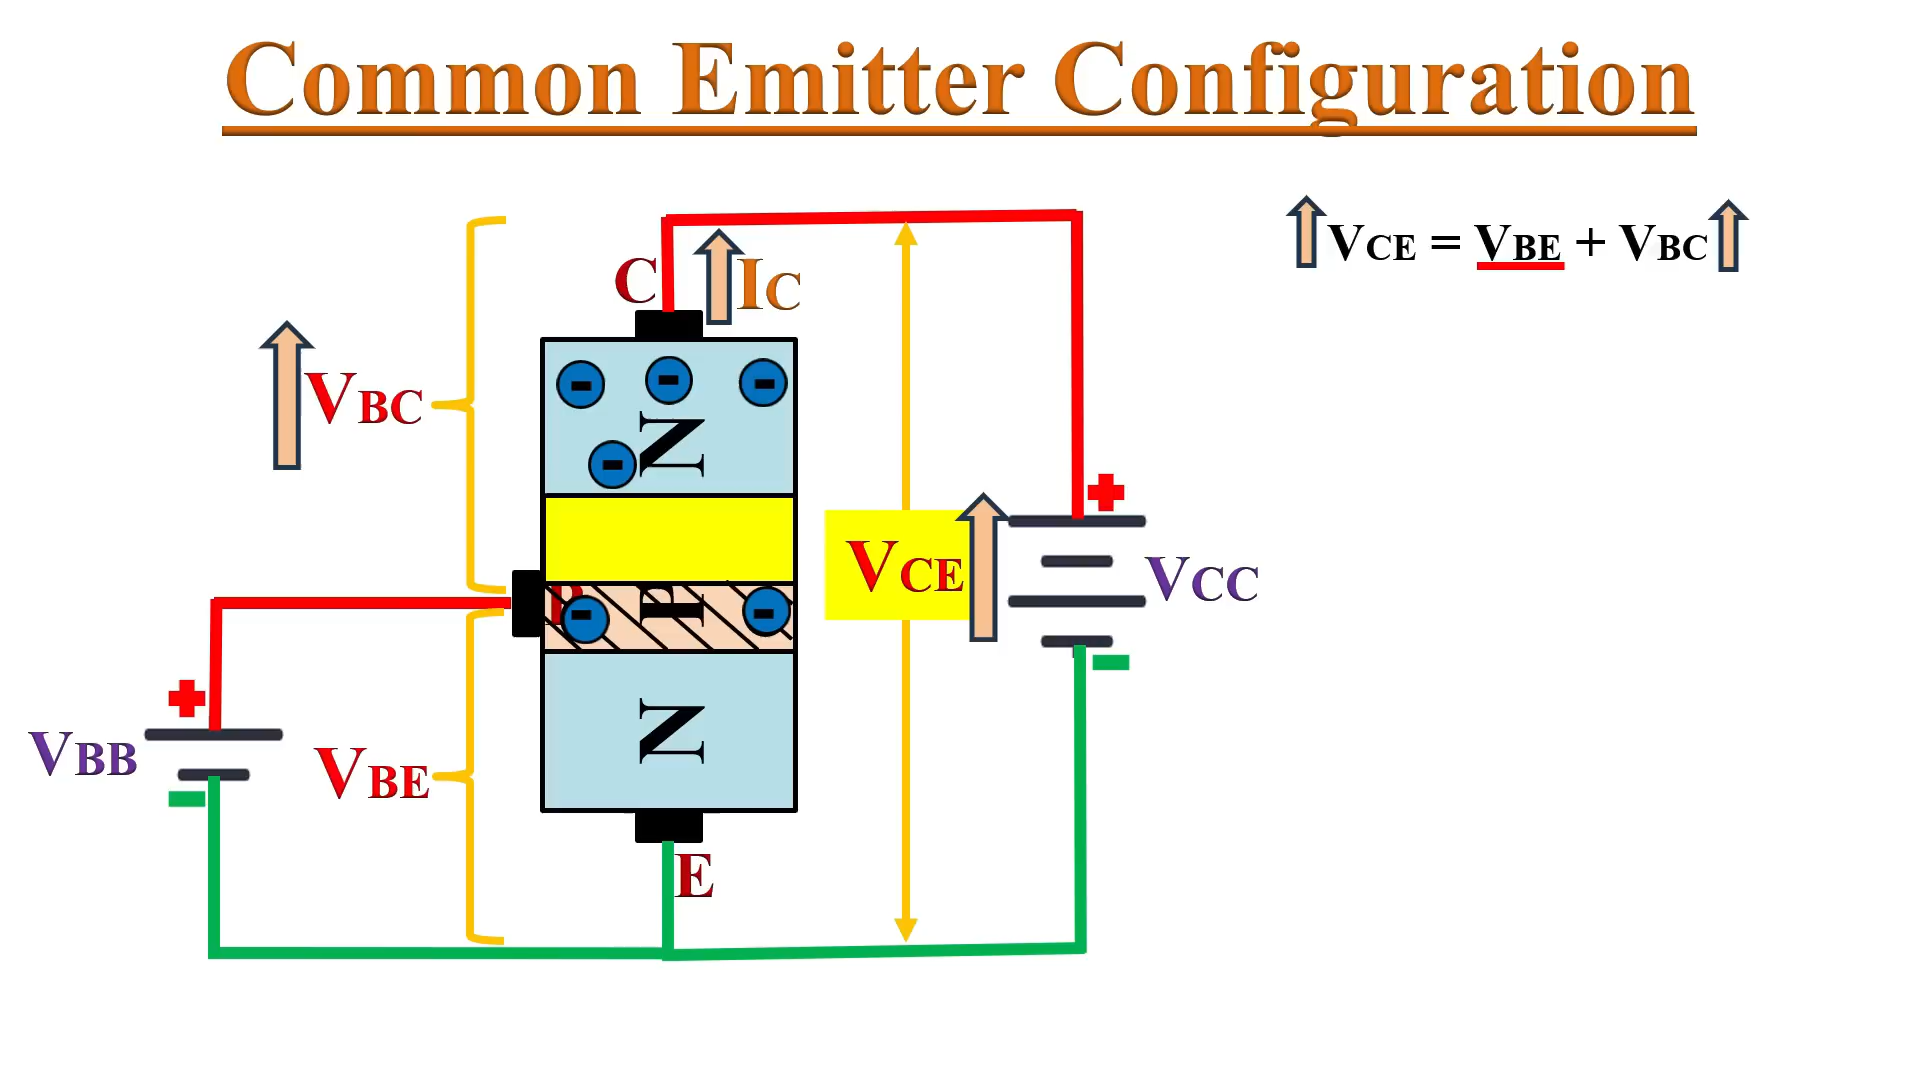 Common Emitter Configuration
VCE = VBE + VBC
C
IC
VBC
N
VCE
VCC
P
N
VBB
VBE
E